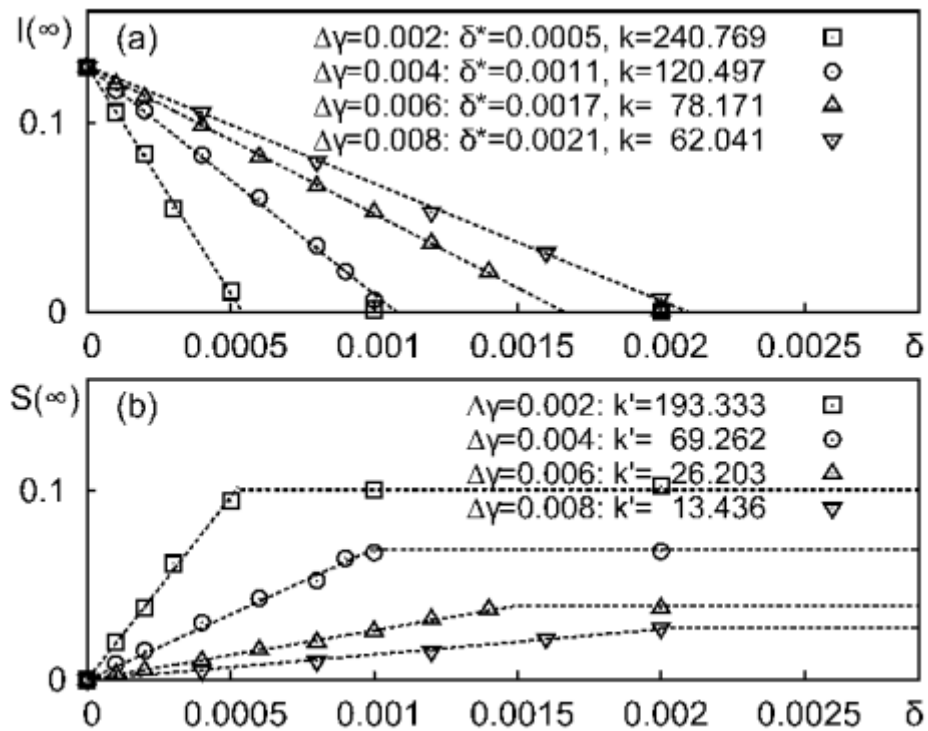 I(∞) (a) Δγ=0.002: δ*=0.0005, k=240.769
Δγ=0.004: δ*=0.0011, k=120.497
0.1 Δγ=0.006: δ*=0.0017, k= 78.171
Δγ=0.008: δ*=0.0021, k= 62.041
0
0 0.0005 0.001 0.0015 0.002 0.0025 δ
S(∞) (b) Λγ=0.002: k'=193.333
Δγ=0.004: k'= 69.262
Δγ=0.006: k'= 26.203
0.1 Δγ=0.008: k'= 13.436
0
0 0.0005 0.001 0.0015 0.002 0.0025 δ